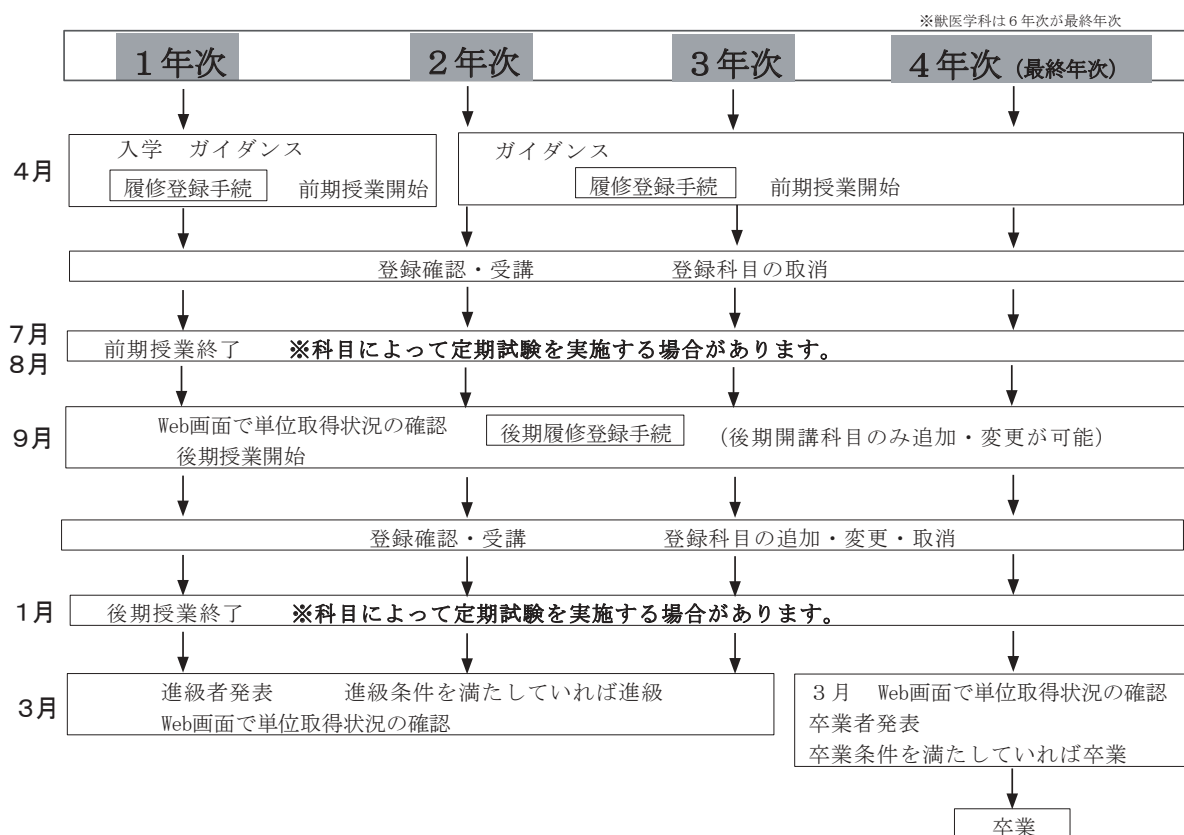 ※獣医学科は６年次が最終年次
１年次 ２年次 ３年次 ４年次（最終年次）
4月
入学　ガイダンス
履修登録手続　前期授業開始
ガイダンス
履修登録手続　前期授業開始
登録確認・受講　登録科目の取消
7月
8月
前期授業終了　※科目によって定期試験を実施する場合があります。
9月
Web画面で単位取得状況の確認　後期履修登録手続　（後期開講科目のみ追加・変更が可能）
後期授業開始
登録確認・受講　登録科目の追加・変更・取消
1月
後期授業終了　※科目によって定期試験を実施する場合があります。
3月
進級者発表　進級条件を満たしていれば進級
Web画面で単位取得状況の確認
３月　Web画面で単位取得状況の確認
卒業者発表
卒業条件を満たしていれば卒業
卒業